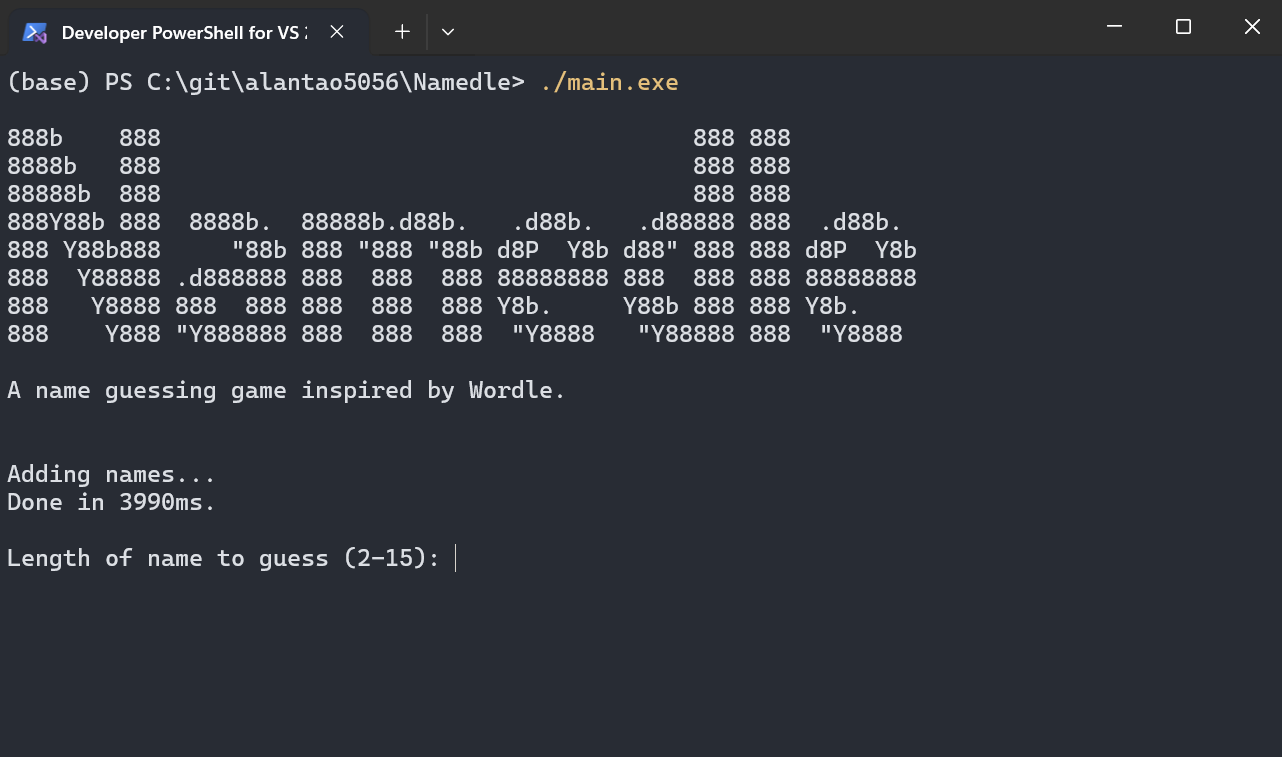 Developer PowerShell for VS 2
(base) PS C:\git\alantao5056\Namedle> ./main.exe

888b    888                                      888 888
8888b   888                                      888 888
88888b  888                                      888 888
888Y88b 888  8888b.  88888b.d88b.   .d88b.   .d88888 888  .d88b.
888 Y88b888     "88b 888 "888 "88b d8P  Y8b d88" 888 888 d8P  Y8b
888  Y88888 .d888888 888  888  888 88888888 888  888 888 88888888
888   Y8888 888  888 888  888  888 Y8b.     Y88b 888 888 Y8b.
888    Y888 "Y888888 888  888  888  "Y8888   "Y88888 888  "Y8888

A name guessing game inspired by Wordle.

Adding names...
Done in 3990ms.

Length of name to guess (2-15):